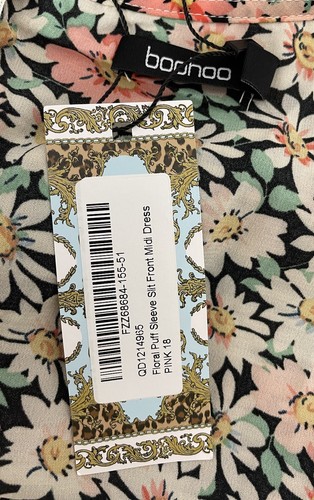 boohoo
FZZ68684-155-51
QD1214965
Floral Puff Sleeve Slit Front Midi Dress
PINK 18